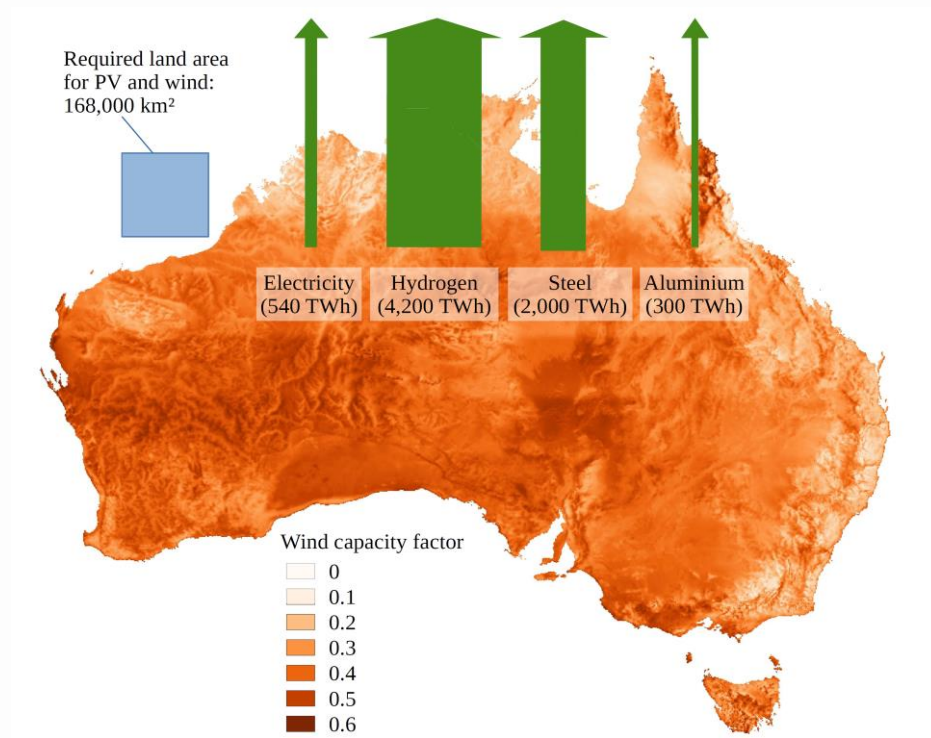 Required land area
for PV and wind:
168,000 km²
Electricity
(540 TWh)
Hydrogen
(4,200 TWh)
Steel
(2,000 TWh)
Aluminium
(300 TWh)
Wind capacity factor
0
0.1
0.2
0.3
0.4
0.5
0.6